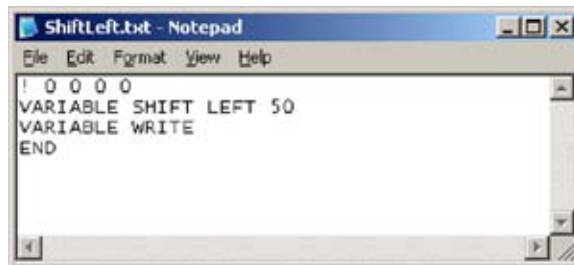 ShiftLeft.txt - Notepad
File Edit Format View Help
! 0 0 0 0
VARIABLE SHIFT LEFT 50
VARIABLE WRITE
END